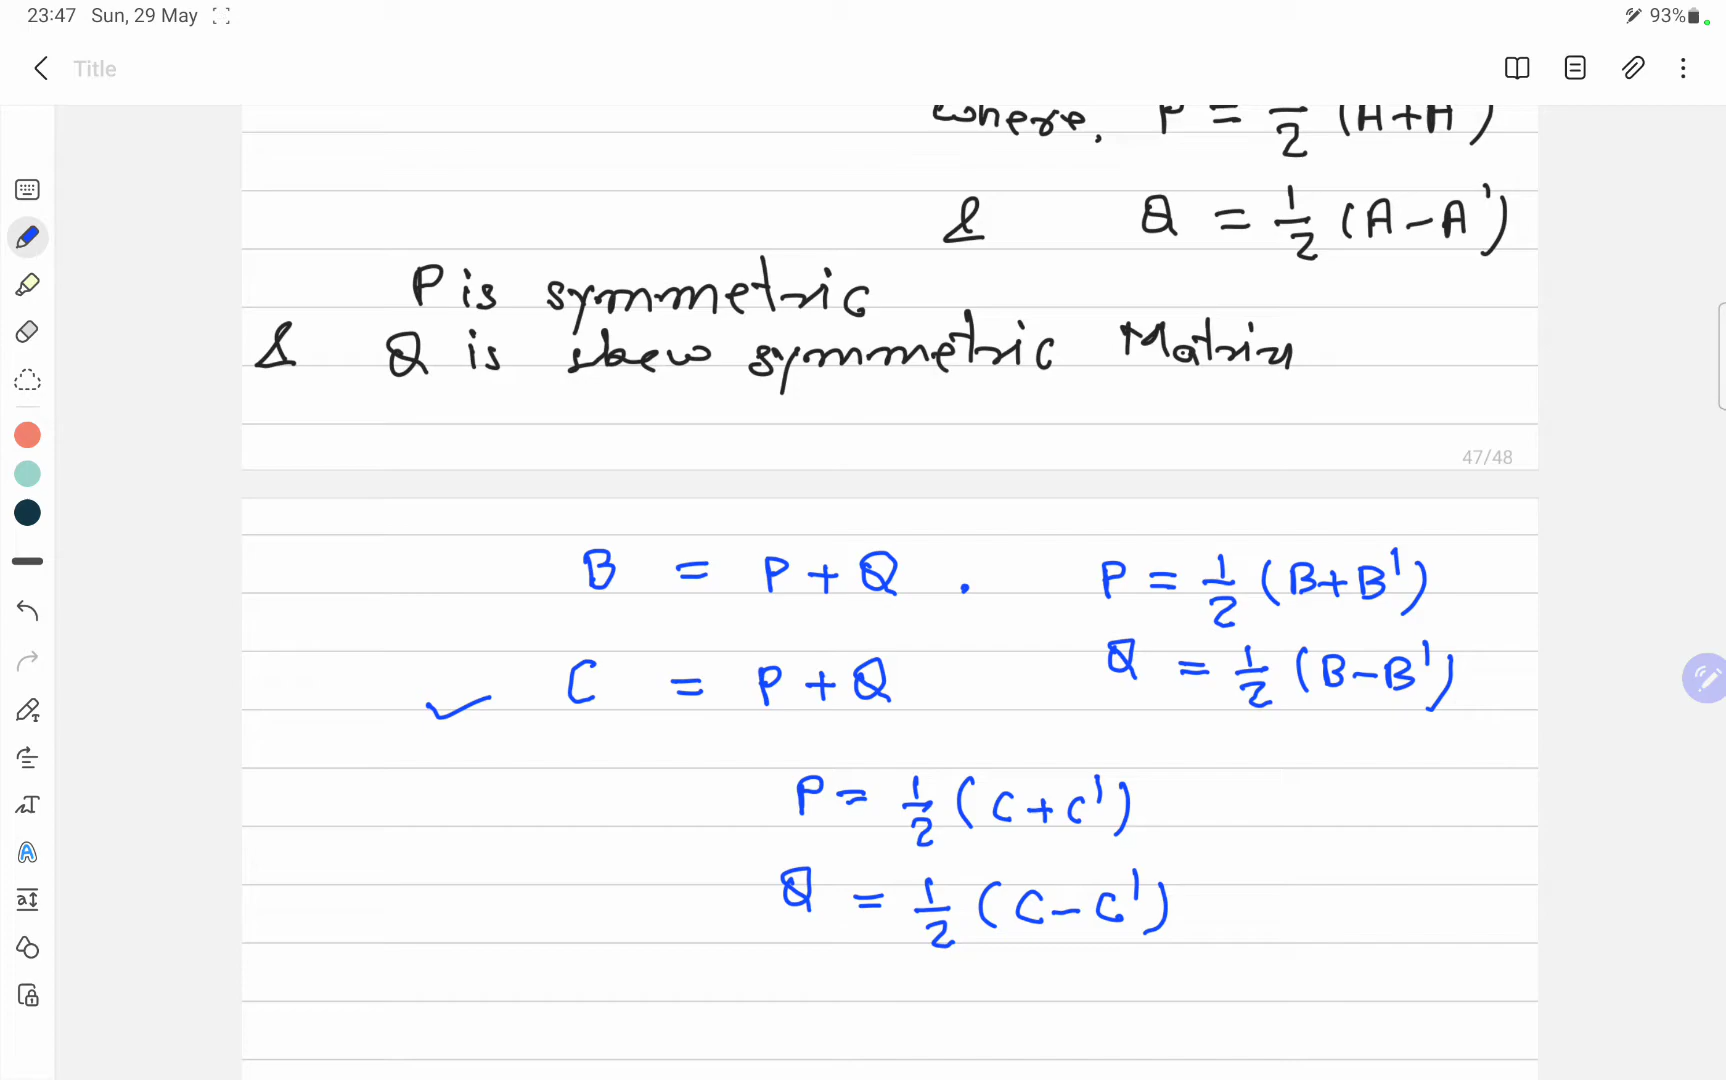 23:47 Sun, 29 May 93%
Title
where, P = 1/2 (A+A')
& Q = 1/2 (A-A')
P is symmetric
& Q is skew symmetric Matrix
47/48
B = P + Q . P = 1/2 (B+B')
Q = 1/2 (B-B')
C = P + Q
P = 1/2 (C+C')
Q = 1/2 (C-C')